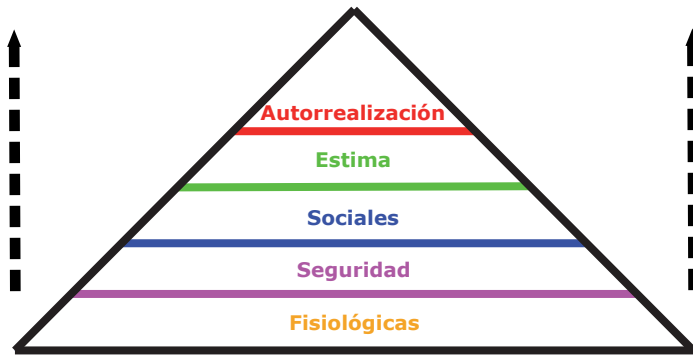 Autorrealización
Estima
Sociales
Seguridad
Fisiológicas